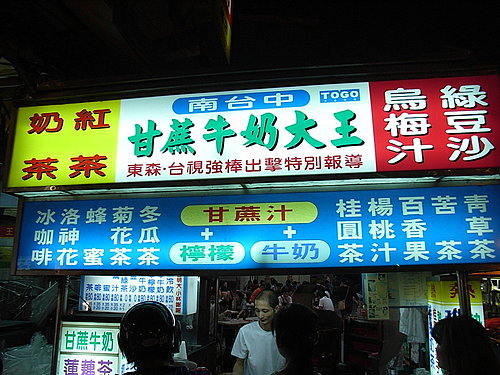 南台中
TOGO
奶茶 紅茶
甘蔗牛奶大王
烏梅汁 綠豆沙
東森·台視強棒出擊特別報導
冰咖啡 洛神花 蜂蜜 菊花茶 冬瓜茶
甘蔗汁
+ +
檸檬 牛奶
桂圓茶 楊桃汁 百香果 苦茶 青草茶
甘蔗牛奶
蓮藕茶